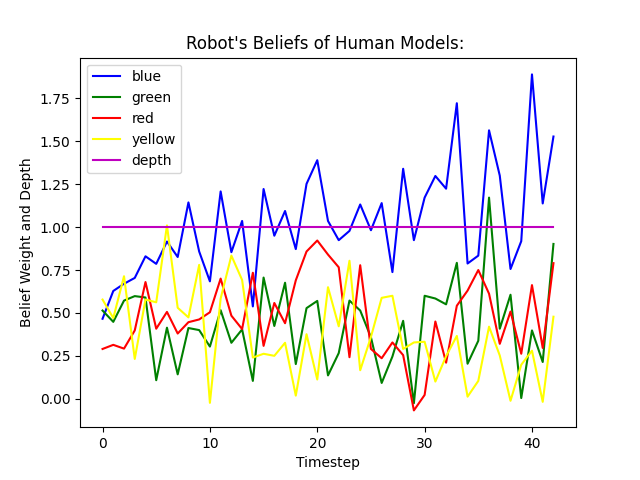 Robot's Beliefs of Human Models:
blue
green
red
yellow
depth
Belief Weight and Depth
1.75
1.50
1.25
1.00
0.75
0.50
0.25
0.00
0 10 20 30 40
Timestep